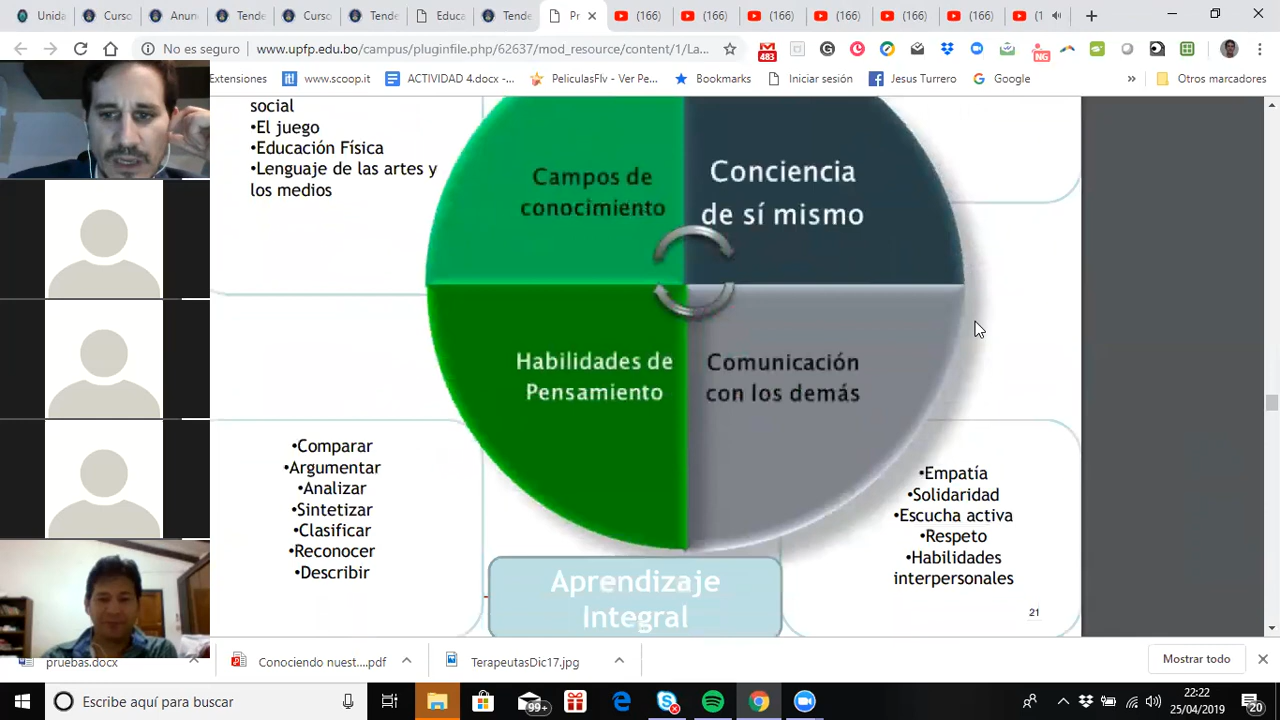 Unida
Curso
Anun
Tende
Curso
Tende
Educa
Tende
Pr
(166)
(166)
(166)
(166)
(166)
(166)
(1
No es seguro
www.upfp.edu.bo/campus/pluginfile.php/62637/mod_resource/content/1/La...
483
NG
Extensiones
www.scoop.it
ACTIVIDAD 4.docx -...
PeliculasFlv - Ver Pe...
Bookmarks
Iniciar sesión
Jesus Turrero
Google
»
Otros marcadores
social
•El juego
•Educación Física
•Lenguaje de las artes y
los medios
Campos de
conocimiento
Conciencia
de sí mismo
Habilidades de
Pensamiento
Comunicación
con los demás
•Comparar
•Argumentar
•Analizar
•Sintetizar
•Clasificar
•Reconocer
•Describir
•Empatía
•Solidaridad
•Escucha activa
•Respeto
•Habilidades
interpersonales
Aprendizaje
Integral
21
pruebas.docx
Conociendo nuest....pdf
TerapeutasDic17.jpg
Mostrar todo
Escribe aquí para buscar
99+
22:22
25/04/2019
20